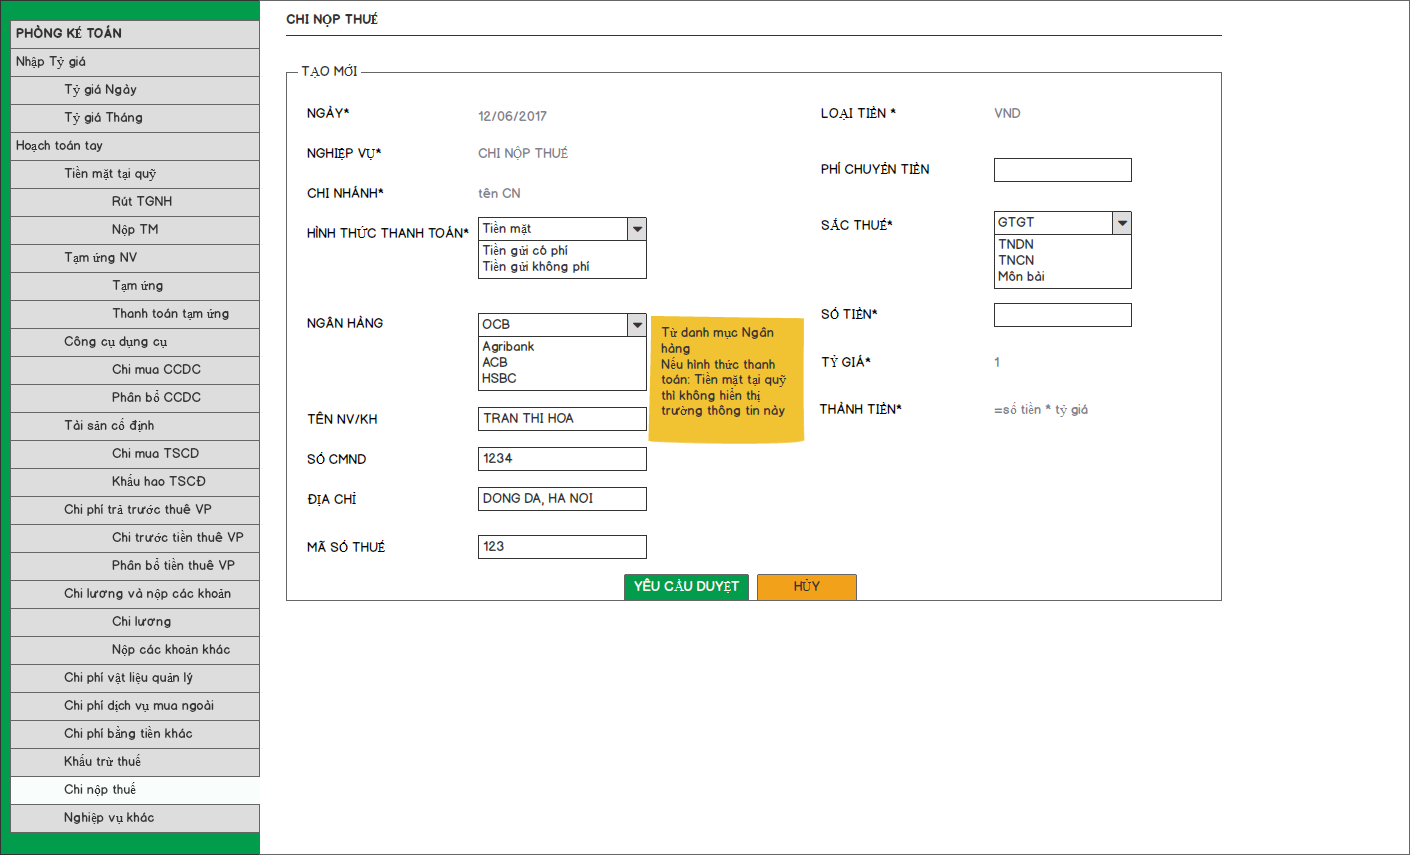 PHÒNG KẾ TOÁN
Nhập Tỷ giá
Tỷ giá Ngày
Tỷ giá Tháng
Hoạch toán tay
Tiền mặt tại quỹ
Rút TGNH
Nộp TM
Tạm ứng NV
Tạm ứng
Thanh toán tạm ứng
Công cụ dụng cụ
Chi mua CCDC
Phân bổ CCDC
Tài sản cố định
Chi mua TSCD
Khấu hao TSCĐ
Chi phí trả trước thuê VP
Chi trước tiền thuê VP
Phân bổ tiền thuê VP
Chi lương và nộp các khoản
Chi lương
Nộp các khoản khác
Chi phí vật liệu quản lý
Chi phí dịch vụ mua ngoài
Chi phí bằng tiền khác
Khấu trừ thuế
Chi nộp thuế
Nghiệp vụ khác
CHI NỘP THUẾ
TẠO MỚI
NGÀY* 12/06/2017
NGHIỆP VỤ* CHI NỘP THUẾ
CHI NHÁNH* tên CN
HÌNH THỨC THANH TOÁN* Tiền mặt
Tiền gửi có phí
Tiền gửi không phí
NGÂN HÀNG OCB
Agribank
ACB
HSBC
Từ danh mục Ngân
hàng
Nếu hình thức thanh
toán: Tiền mặt tại quỹ
thì không hiển thị
trường thông tin này
TÊN NV/KH TRAN THI HOA
SỐ CMND 1234
ĐỊA CHỈ DONG DA, HA NOI
MÃ SỐ THUẾ 123
LOẠI TIỀN * VND
PHÍ CHUYỂN TIỀN
SẮC THUẾ* GTGT
TNDN
TNCN
Môn bài
SỐ TIỀN*
TỶ GIÁ* 1
THÀNH TIỀN* =số tiền * tỷ giá
YÊU CẦU DUYỆT HỦY